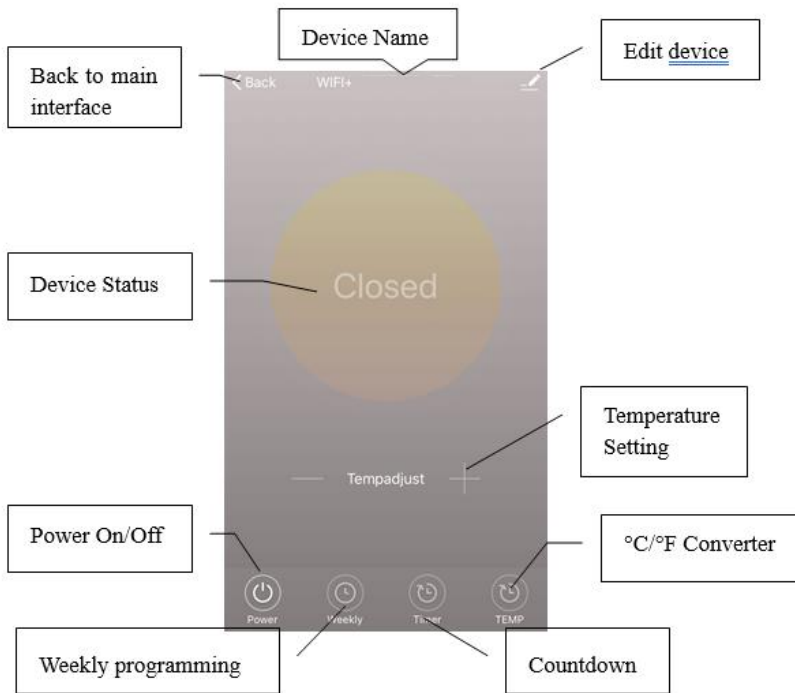 Device Name
Edit device
Back to main
interface
Back
WIFI+
Device Status
Closed
Temperature
Setting
Tempadjust
Power On/Off
°C/°F Converter
Power
Weekly
Timer
TEMP
Weekly programming
Countdown